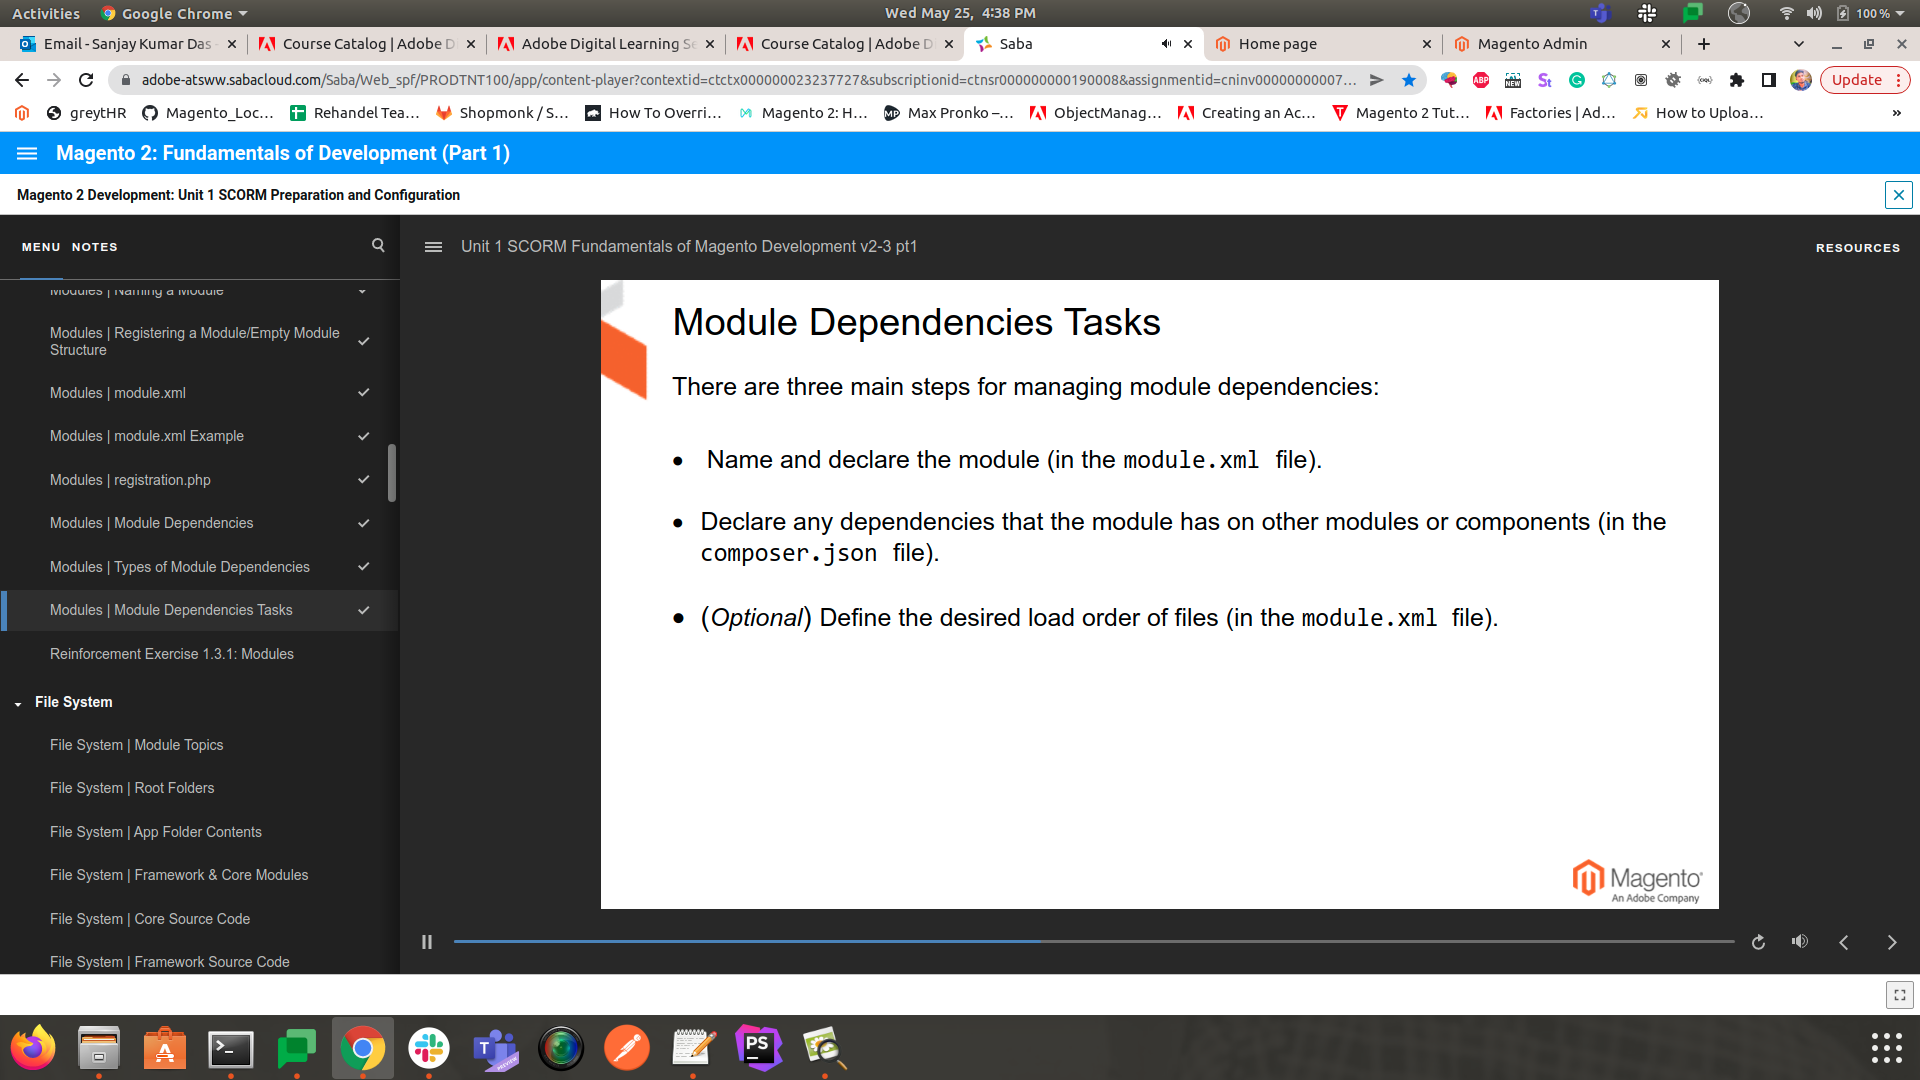 Activities Google Chrome Wed May 25, 4:38 PM 100 %
Email - Sanjay Kumar Das - Course Catalog | Adobe D Adobe Digital Learning Se Course Catalog | Adobe D Saba Home page Magento Admin
adobe-atsww.sabacloud.com/Saba/Web_spf/PRODTNT100/app/content-player?contextid=ctctx000000023237727&subscriptionid=ctnsr000000000190008&assignmentid=cninv00000000007... ABP NEW St Update
greytHR Magento_Loc... Rehandel Tea... Shopmonk / S... How To Overri... Magento 2: H... Max Pronko –... ObjectManag... Creating an Ac... Magento 2 Tut... Factories | Ad... How to Uploa... »
Magento 2: Fundamentals of Development (Part 1)
Magento 2 Development: Unit 1 SCORM Preparation and Configuration
MENU NOTES
Unit 1 SCORM Fundamentals of Magento Development v2-3 pt1
RESOURCES
Modules | Naming a Module
Modules | Registering a Module/Empty Module
Structure
Modules | module.xml
Modules | module.xml Example
Modules | registration.php
Modules | Module Dependencies
Modules | Types of Module Dependencies
Modules | Module Dependencies Tasks
Reinforcement Exercise 1.3.1: Modules
File System
File System | Module Topics
File System | Root Folders
File System | App Folder Contents
File System | Framework & Core Modules
File System | Core Source Code
File System | Framework Source Code
Module Dependencies Tasks
There are three main steps for managing module dependencies:
• Name and declare the module (in the module.xml file).
• Declare any dependencies that the module has on other modules or components (in the
composer.json file).
• (Optional) Define the desired load order of files (in the module.xml file).
Magento
An Adobe Company
PS